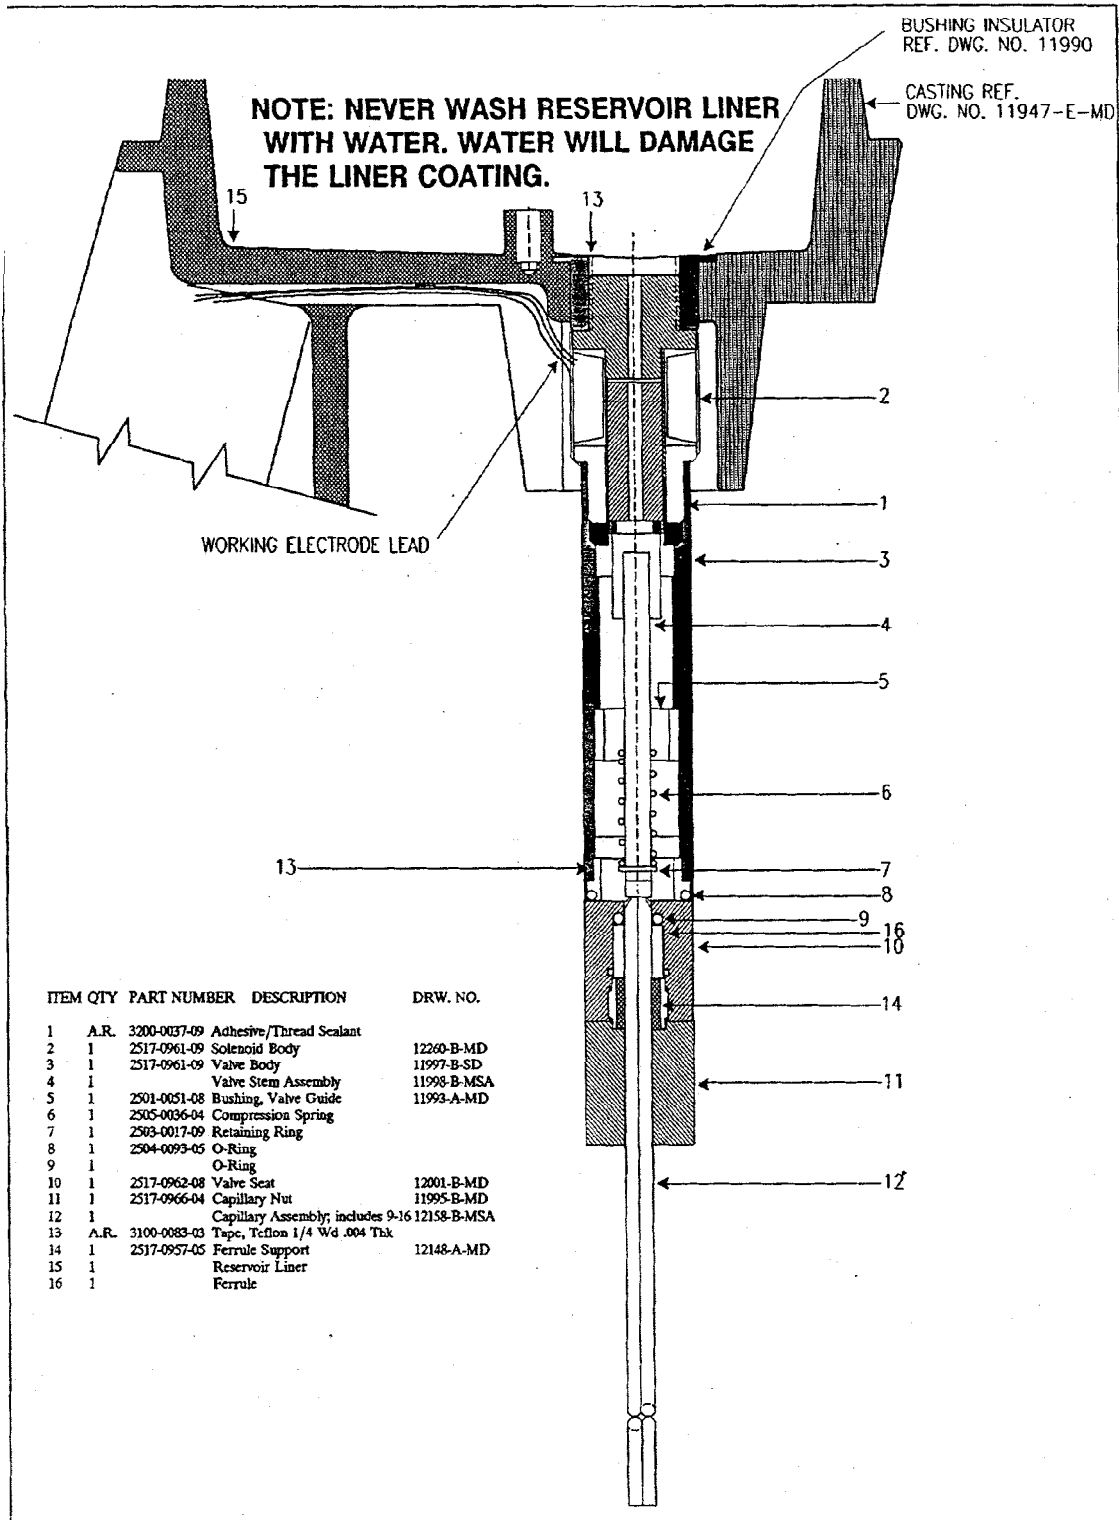 BUSHING INSULATOR
REF. DWG. NO. 11990
CASTING REF.
DWG. NO. 11947-E-MD
NOTE: NEVER WASH RESERVOIR LINER
WITH WATER. WATER WILL DAMAGE
THE LINER COATING.
15
13
2
1
WORKING ELECTRODE LEAD
3
4
5
6
13
7
8
9
16
10
14
11
12
ITEM QTY PART NUMBER DESCRIPTION DRW. NO.
1 A.R. 3200-0037-09 Adhesive/Thread Sealant
2 1 2517-0961-09 Solenoid Body 12260-B-MD
3 1 2517-0961-09 Valve Body 11997-B-SD
4 1 Valve Stem Assembly 11998-B-MSA
5 1 2501-0051-08 Bushing, Valve Guide 11993-A-MD
6 1 2505-0036-04 Compression Spring
7 1 2503-0017-09 Retaining Ring
8 1 2504-0093-05 O-Ring
9 1 O-Ring
10 1 2517-0962-08 Valve Seat 12001-B-MD
11 1 2517-0966-04 Capillary Nut 11995-B-MD
12 1 Capillary Assembly; includes 9-16 12158-B-MSA
13 A.R. 3100-0083-03 Tape, Teflon 1/4 Wd .004 Thk
14 1 2517-0957-05 Ferrule Support 12148-A-MD
15 1 Reservoir Liner
16 1 Ferrule